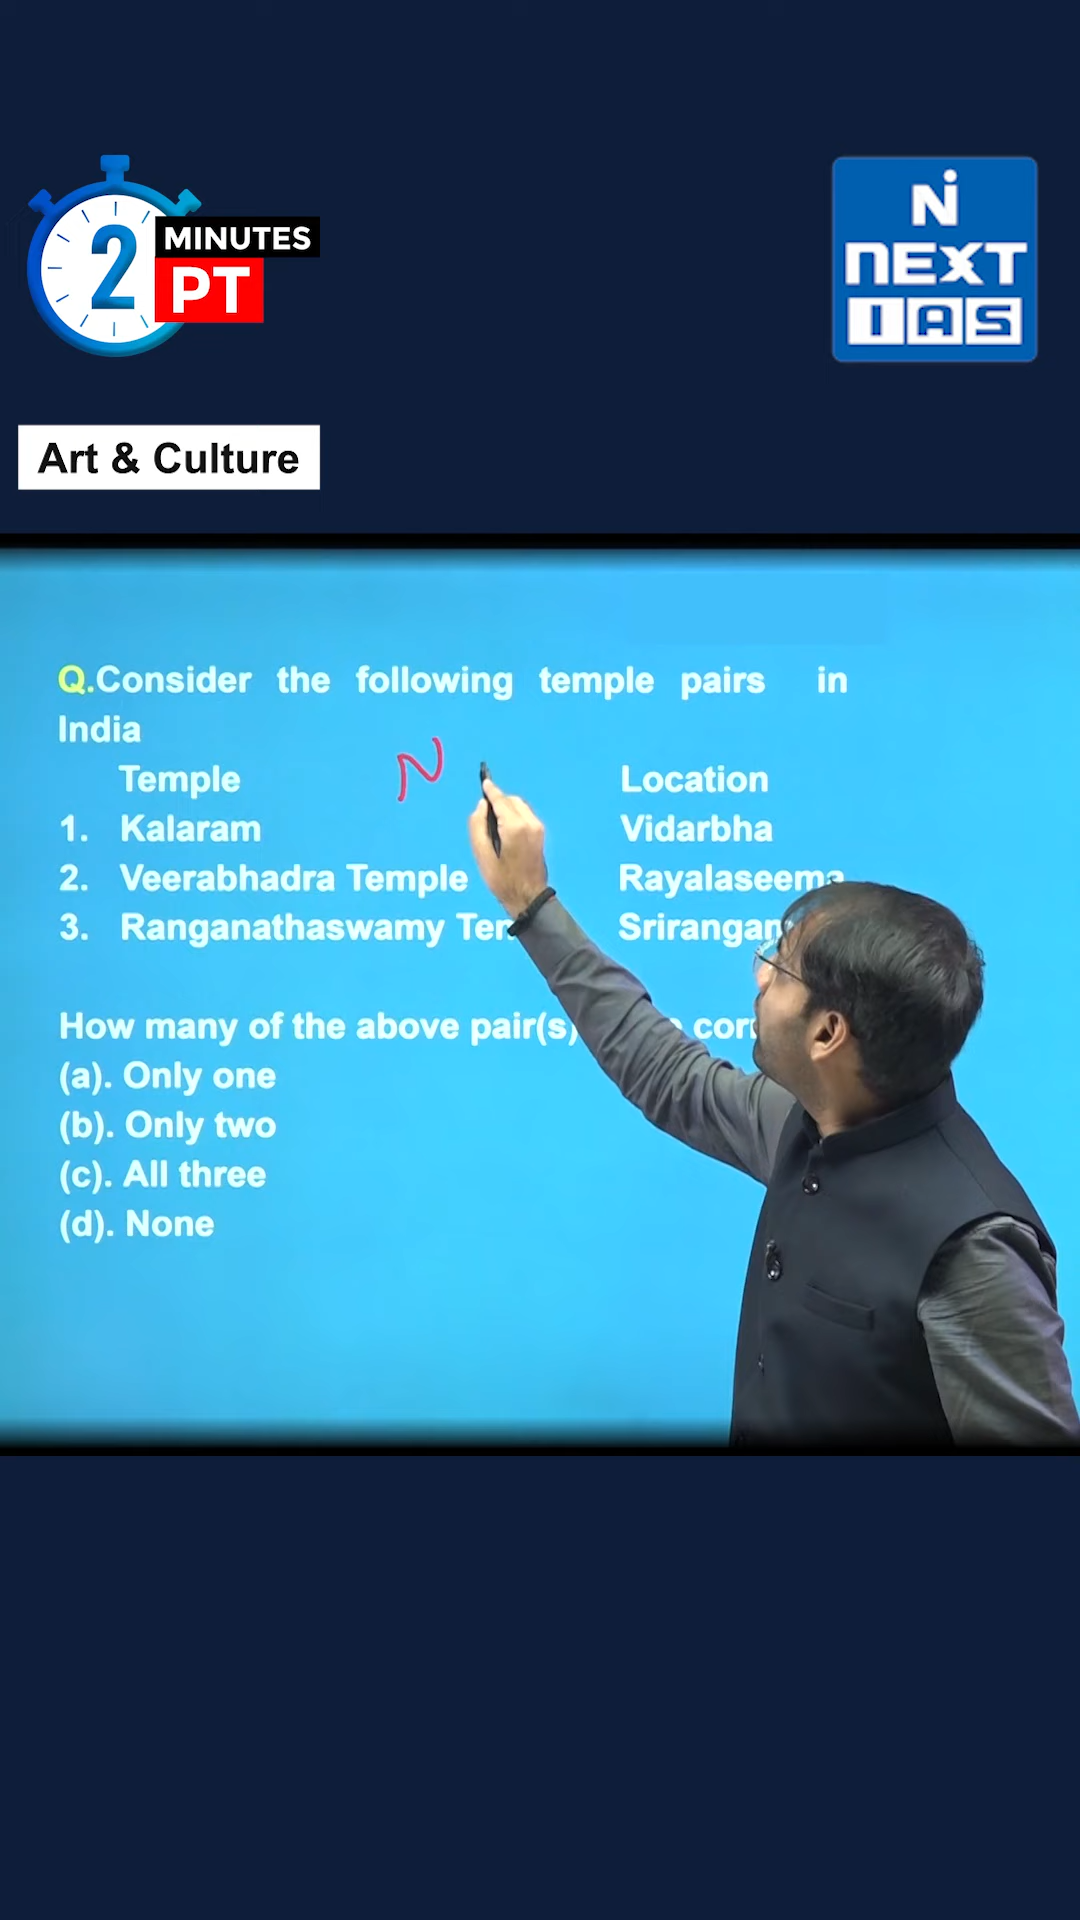 2
MINUTES
PT
N
NEXT
IAS
Art & Culture
Q.Consider the following temple pairs in
India
N
Temple Location
1. Kalaram Vidarbha
2. Veerabhadra Temple Rayalaseema
3. Ranganathaswamy
How many of the above pair(s)
(a). Only one
(b). Only two
(c). All three
(d). None